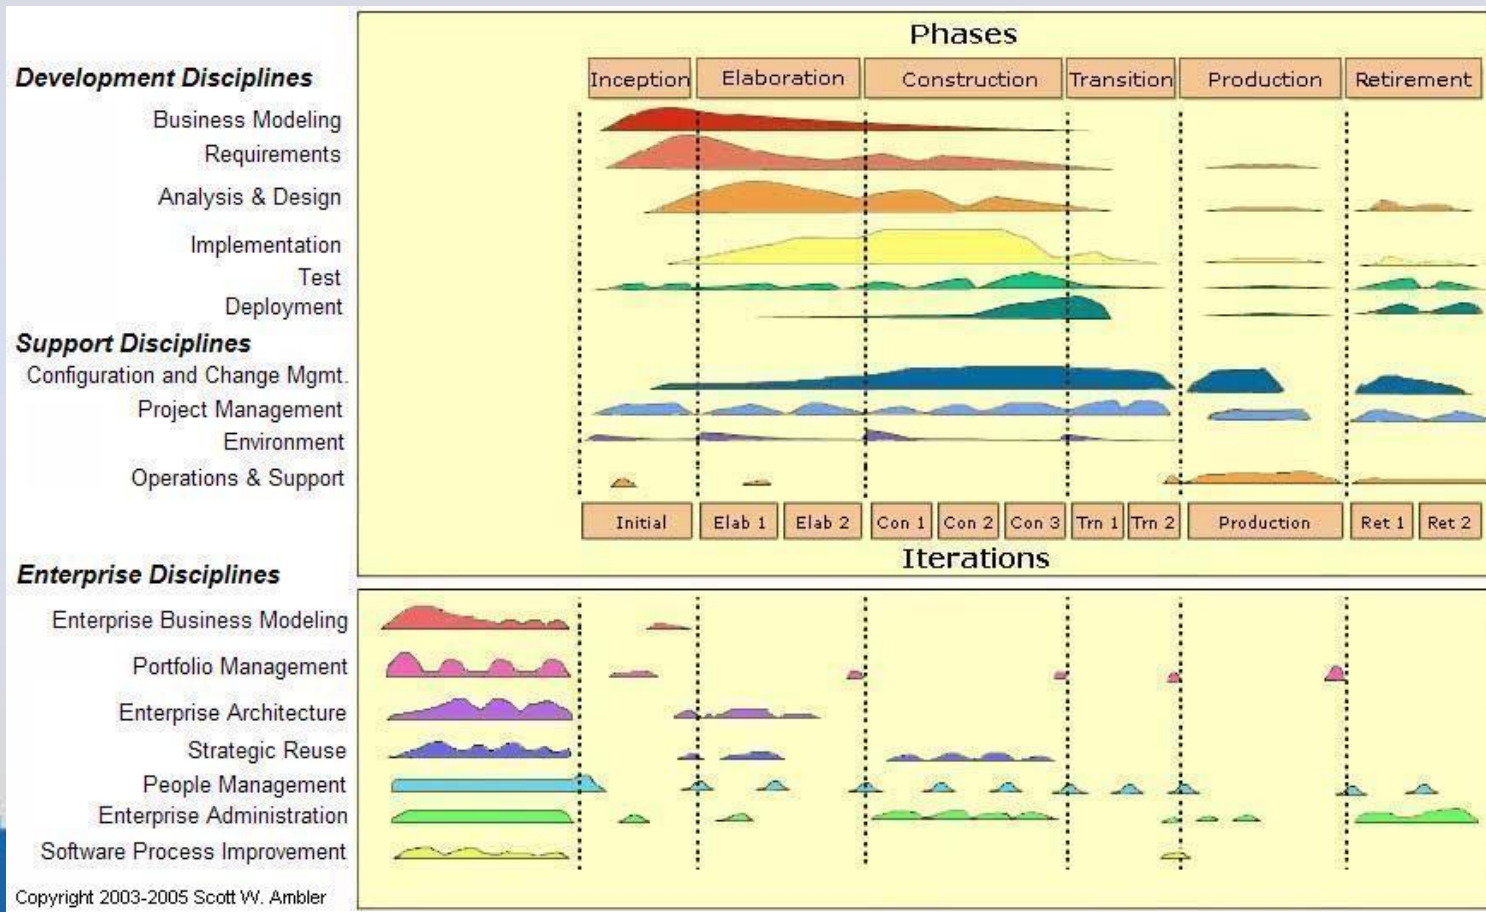 Phases
Development Disciplines
Inception Elaboration Construction Transition Production Retirement
Business Modeling
Requirements
Analysis & Design
Implementation
Test
Deployment
Support Disciplines
Configuration and Change Mgmt.
Project Management
Environment
Operations & Support
Initial Elab 1 Elab 2 Con 1 Con 2 Con 3 Trn 1 Trn 2 Production Ret 1 Ret 2
Iterations
Enterprise Disciplines
Enterprise Business Modeling
Portfolio Management
Enterprise Architecture
Strategic Reuse
People Management
Enterprise Administration
Software Process Improvement
Copyright 2003-2005 Scott W. Ambler